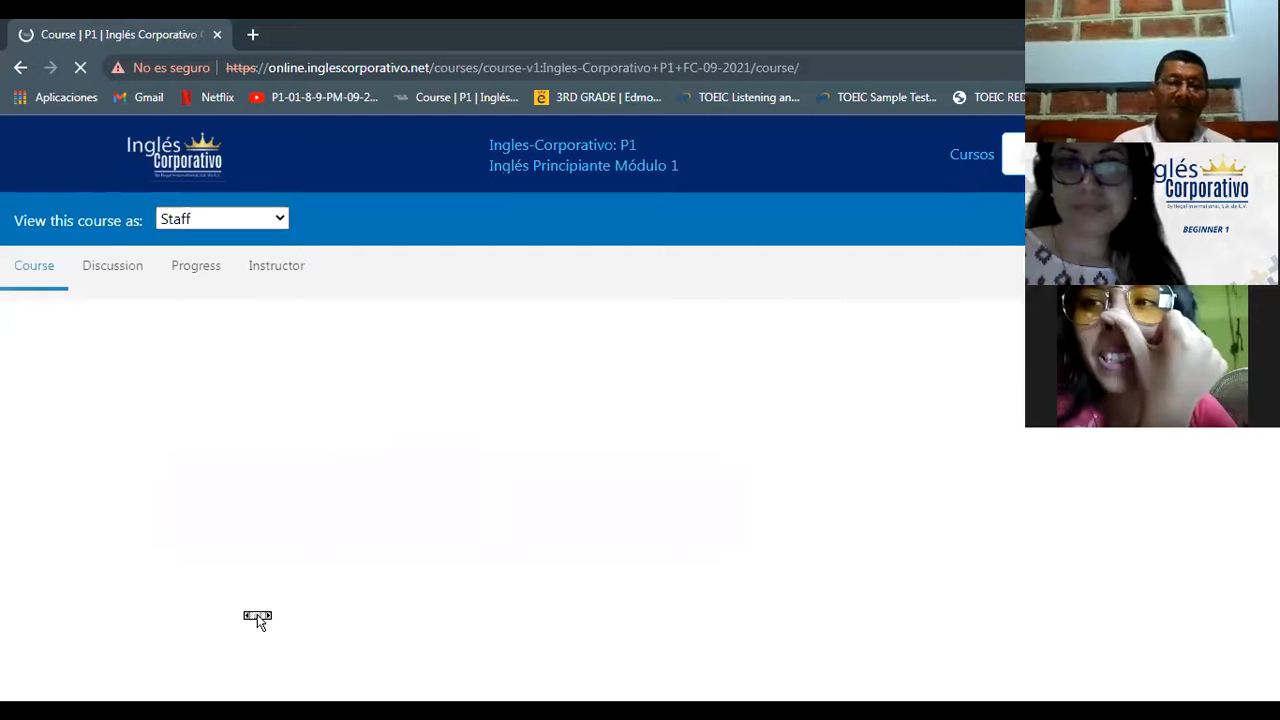 Course | P1 | Inglés Corporativo
No es seguro
https://online.inglescorporativo.net/courses/course-v1:Ingles-Corporativo+P1+FC-09-2021/course/
Aplicaciones
Gmail
Netflix
P1-01-8-9PM-09-2...
Course | P1 | Inglés...
3RD GRADE | Edmo...
TOEIC Listening an...
TOEIC Sample Test...
TOEIC RED
Inglés
Corporativo
Ingles-Corporativo: P1
Inglés Principiante Módulo 1
Cursos
View this course as:
Staff
Course
Discussion
Progress
Instructor
glés
Corporativo
BEGINNER 1